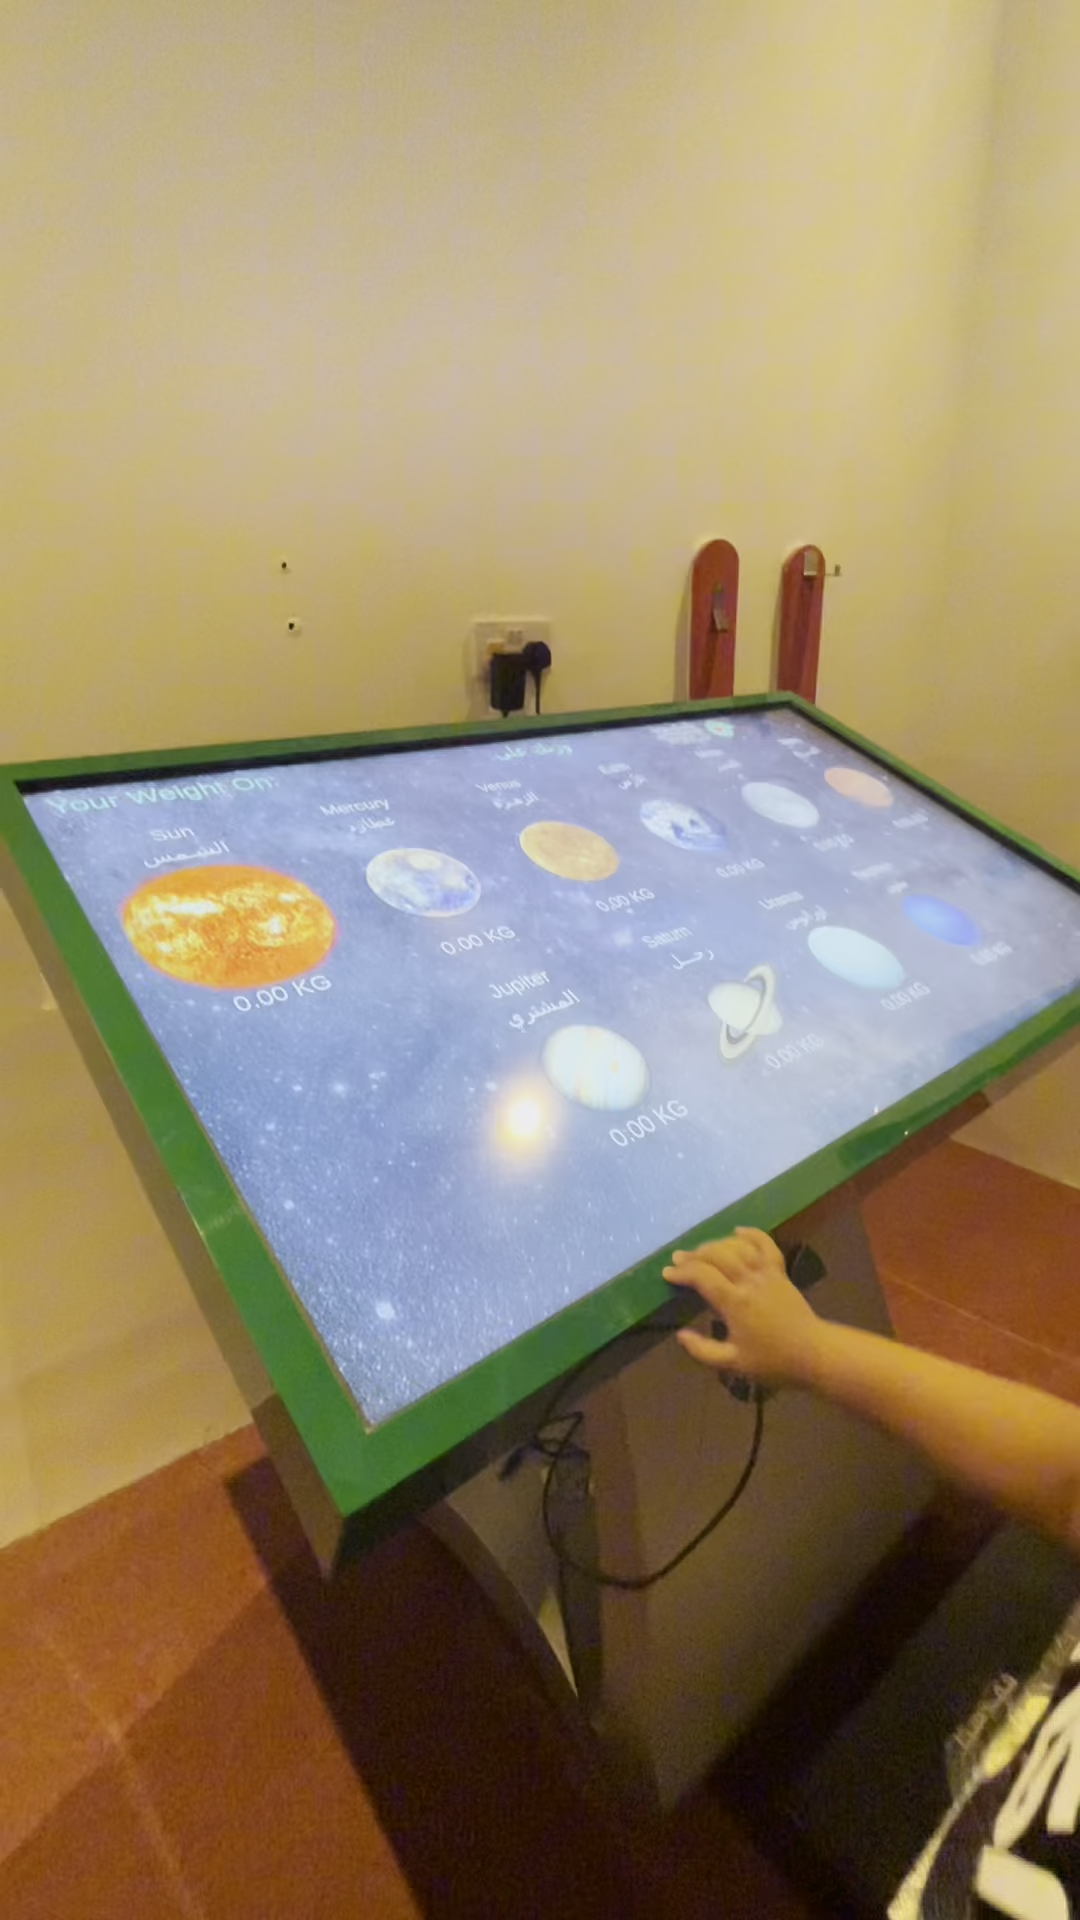 Your Weight On:
وزنك على
Sun
الشمس
0.00 KG
Mercury
عطارد
0.00 KG
Venus
الزهرة
0.00 KG
Earth
الأرض
0.00 KG
Jupiter
المشتري
0.00 KG
Saturn
زحل
0.00 KG
Uranus
أورانوس
0.00 KG